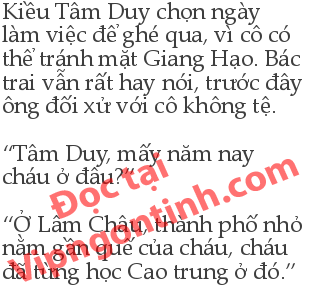 Kiều Tâm Duy chọn ngày
làm việc để ghé qua, vì cô có
thể tránh mặt Giang Hạo. Bác
trai vẫn rất hay nói, trước đây
ông đối xử với cô không tệ.
“Tâm Duy, mấy năm nay
cháu ở đâu?”
“Ở Lâm Châu, thành phố nhỏ
nằm gần quê của cháu, cháu
đã từng học Cao trung ở đó.”
Đọc tại
Vipngontinh.com